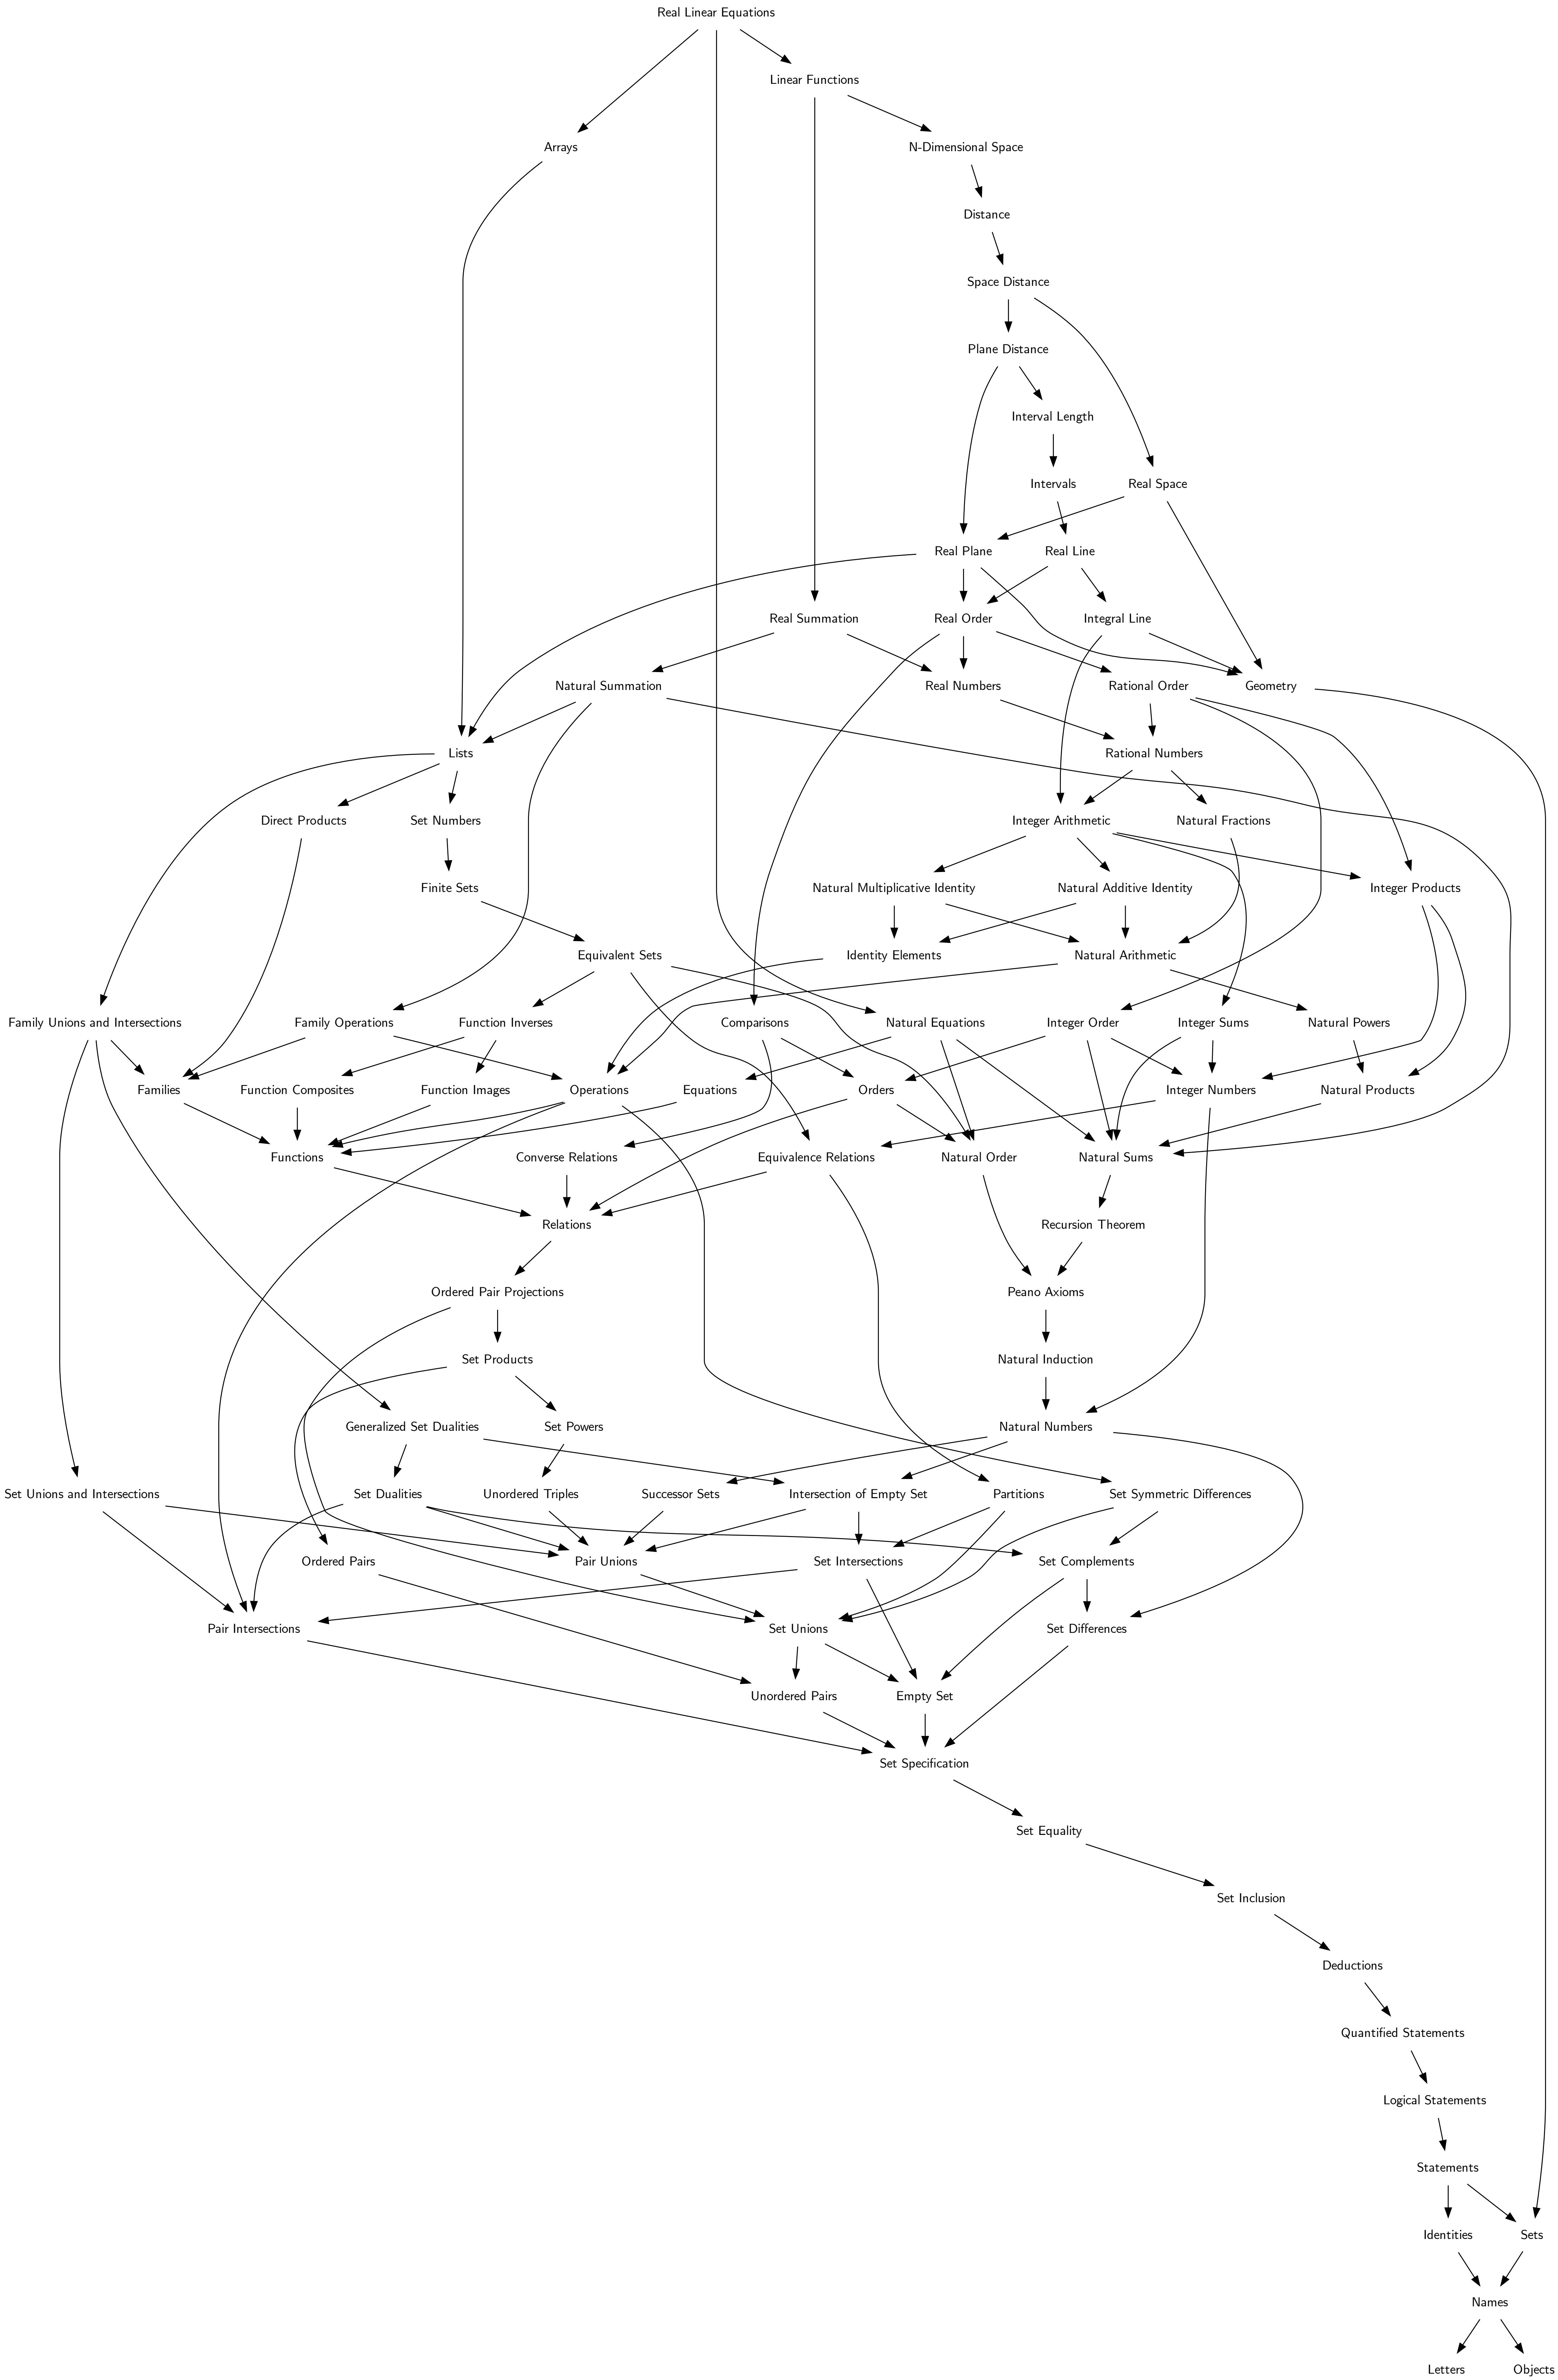 Real Linear Equations
Linear Functions
Arrays
N-Dimensional Space
Distance
Space Distance
Plane Distance
Interval Length
Intervals
Real Space
Real Plane
Real Line
Real Summation
Real Order
Integral Line
Natural Summation
Real Numbers
Rational Order
Geometry
Lists
Rational Numbers
Direct Products
Set Numbers
Integer Arithmetic
Natural Fractions
Finite Sets
Natural Multiplicative Identity
Natural Additive Identity
Integer Products
Equivalent Sets
Identity Elements
Natural Arithmetic
Family Unions and Intersections
Family Operations
Function Inverses
Comparisons
Natural Equations
Integer Order
Integer Sums
Natural Powers
Families
Function Composites
Function Images
Operations
Equations
Orders
Integer Numbers
Natural Products
Functions
Converse Relations
Equivalence Relations
Natural Order
Natural Sums
Relations
Recursion Theorem
Ordered Pair Projections
Peano Axioms
Set Products
Natural Induction
Generalized Set Dualities
Set Powers
Natural Numbers
Set Unions and Intersections
Set Dualities
Unordered Triples
Successor Sets
Intersection of Empty Set
Partitions
Set Symmetric Differences
Ordered Pairs
Pair Unions
Set Intersections
Set Complements
Pair Intersections
Set Unions
Set Differences
Unordered Pairs
Empty Set
Set Specification
Set Equality
Set Inclusion
Deductions
Quantified Statements
Logical Statements
Statements
Identities
Sets
Names
Letters
Objects